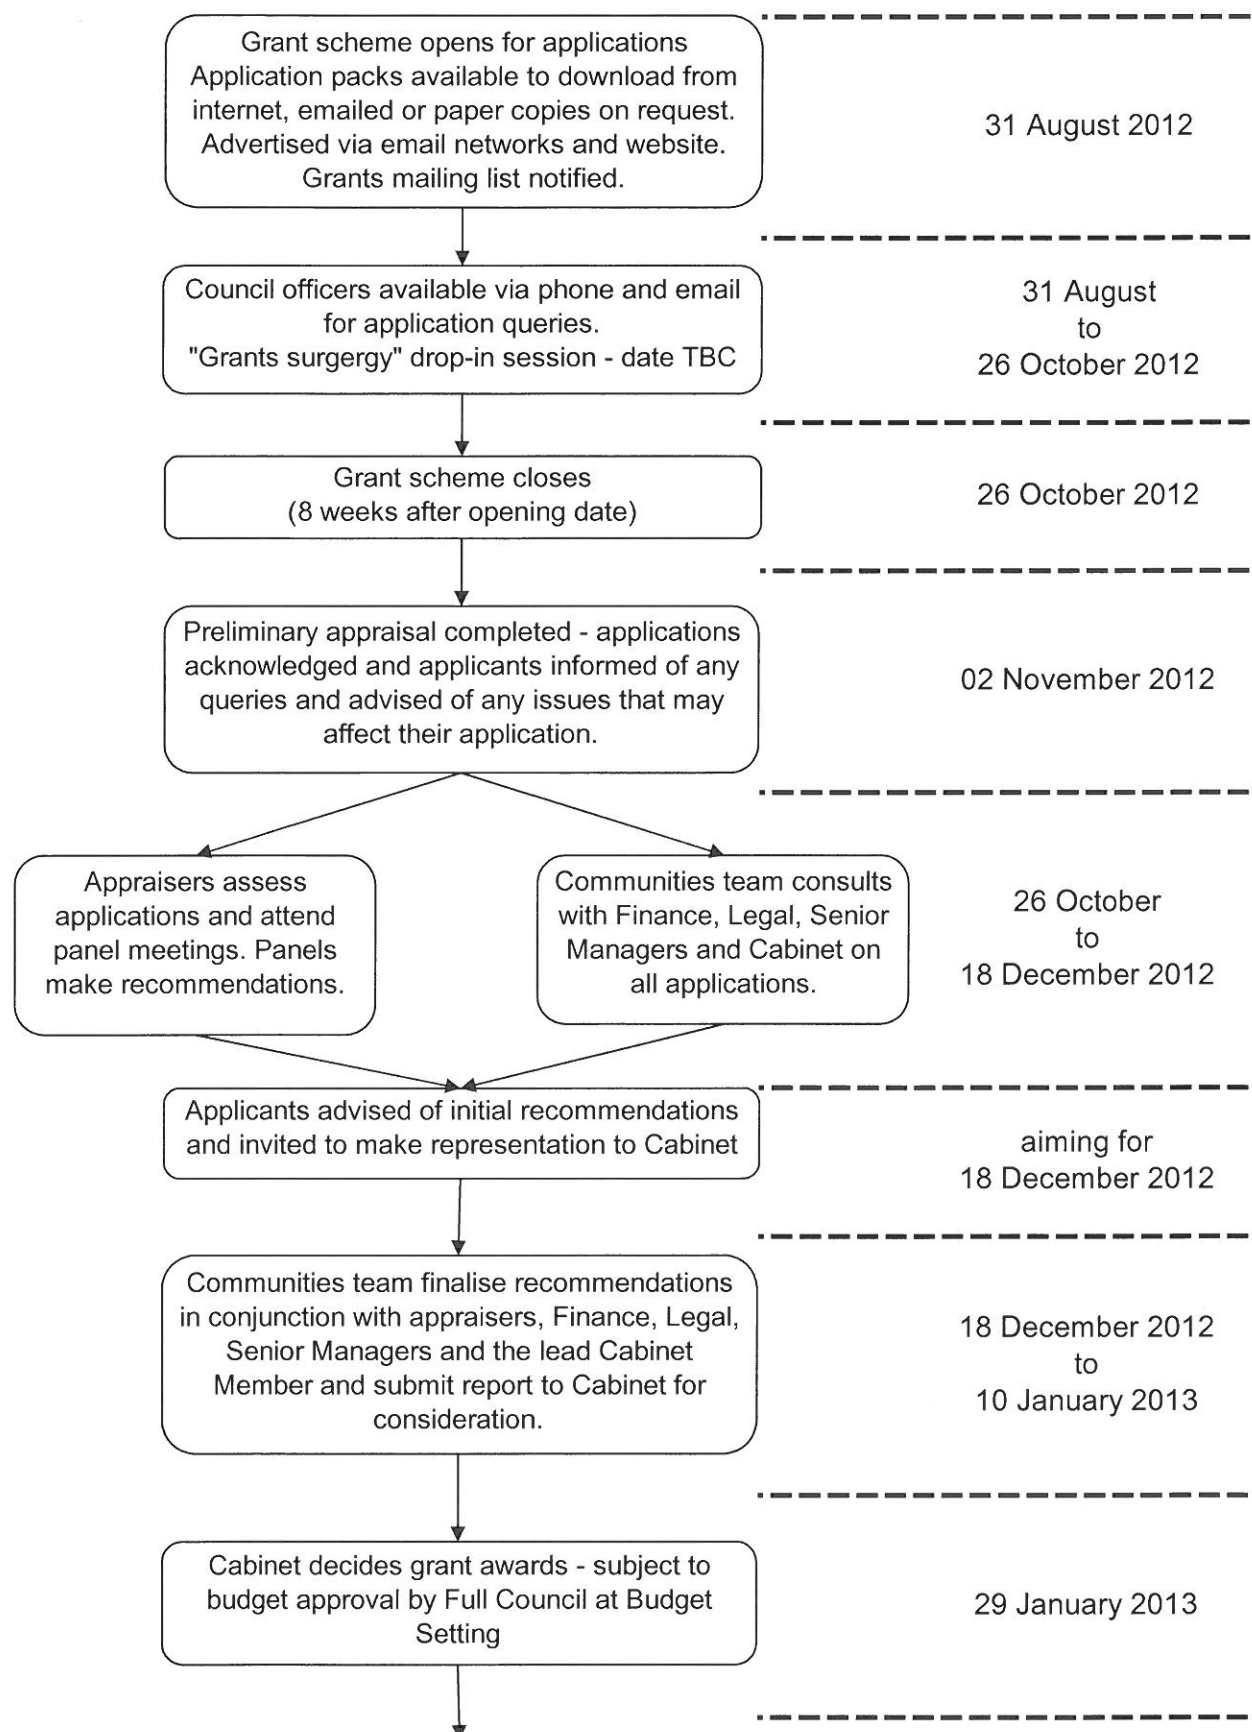 Grant scheme opens for applications
Application packs available to download from
internet, emailed or paper copies on request.
Advertised via email networks and website.
Grants mailing list notified.
31 August 2012
Council officers available via phone and email
for application queries.
"Grants surgergy" drop-in session - date TBC
31 August
to
26 October 2012
Grant scheme closes
(8 weeks after opening date)
26 October 2012
Preliminary appraisal completed - applications
acknowledged and applicants informed of any
queries and advised of any issues that may
affect their application.
02 November 2012
Appraisers assess
applications and attend
panel meetings. Panels
make recommendations.
Communities team consults
with Finance, Legal, Senior
Managers and Cabinet on
all applications.
26 October
to
18 December 2012
Applicants advised of initial recommendations
and invited to make representation to Cabinet
aiming for
18 December 2012
Communities team finalise recommendations
in conjunction with appraisers, Finance, Legal,
Senior Managers and the lead Cabinet
Member and submit report to Cabinet for
consideration.
18 December 2012
to
10 January 2013
Cabinet decides grant awards - subject to
budget approval by Full Council at Budget
Setting
29 January 2013